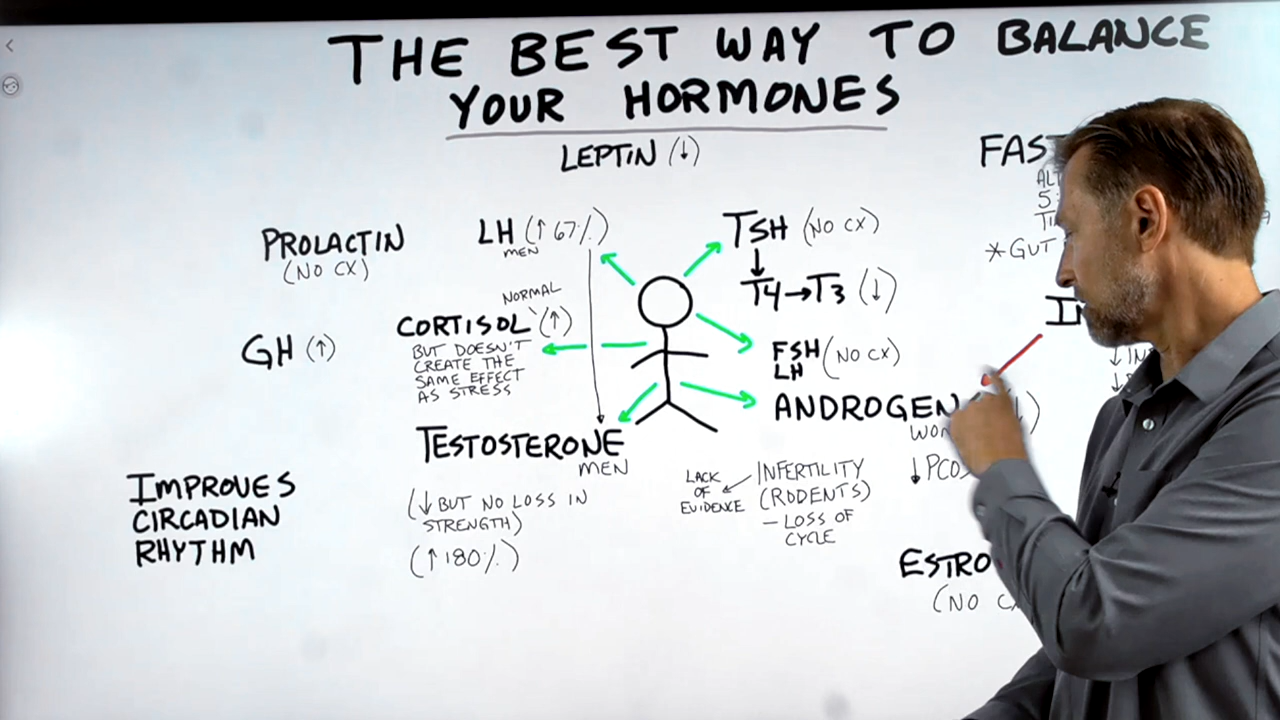 THE BEST WAY TO BALANCE
YOUR HORMONES
LEPTIN (↓)
PROLACTIN
(NO CX)
LH (↑ 67%)
MEN
TSH (NO CX)
↓
T4→T3 (↓)
NORMAL
CORTISOL (↑)
BUT DOESN'T
CREATE THE
SAME EFFECT
AS STRESS
GH (↑)
FSH (NO CX)
LH
ANDROGEN
↓ PCO
TESTOSTERONE
MEN
(↓ BUT NO LOSS IN
STRENGTH)
(↑ 180%)
LACK
OF
EVIDENCE
INFERTILITY
(RODENTS)
– LOSS OF
CYCLE
IMPROVES
CIRCADIAN
RHYTHM
ESTRO
(NO C
FAS
*GUT